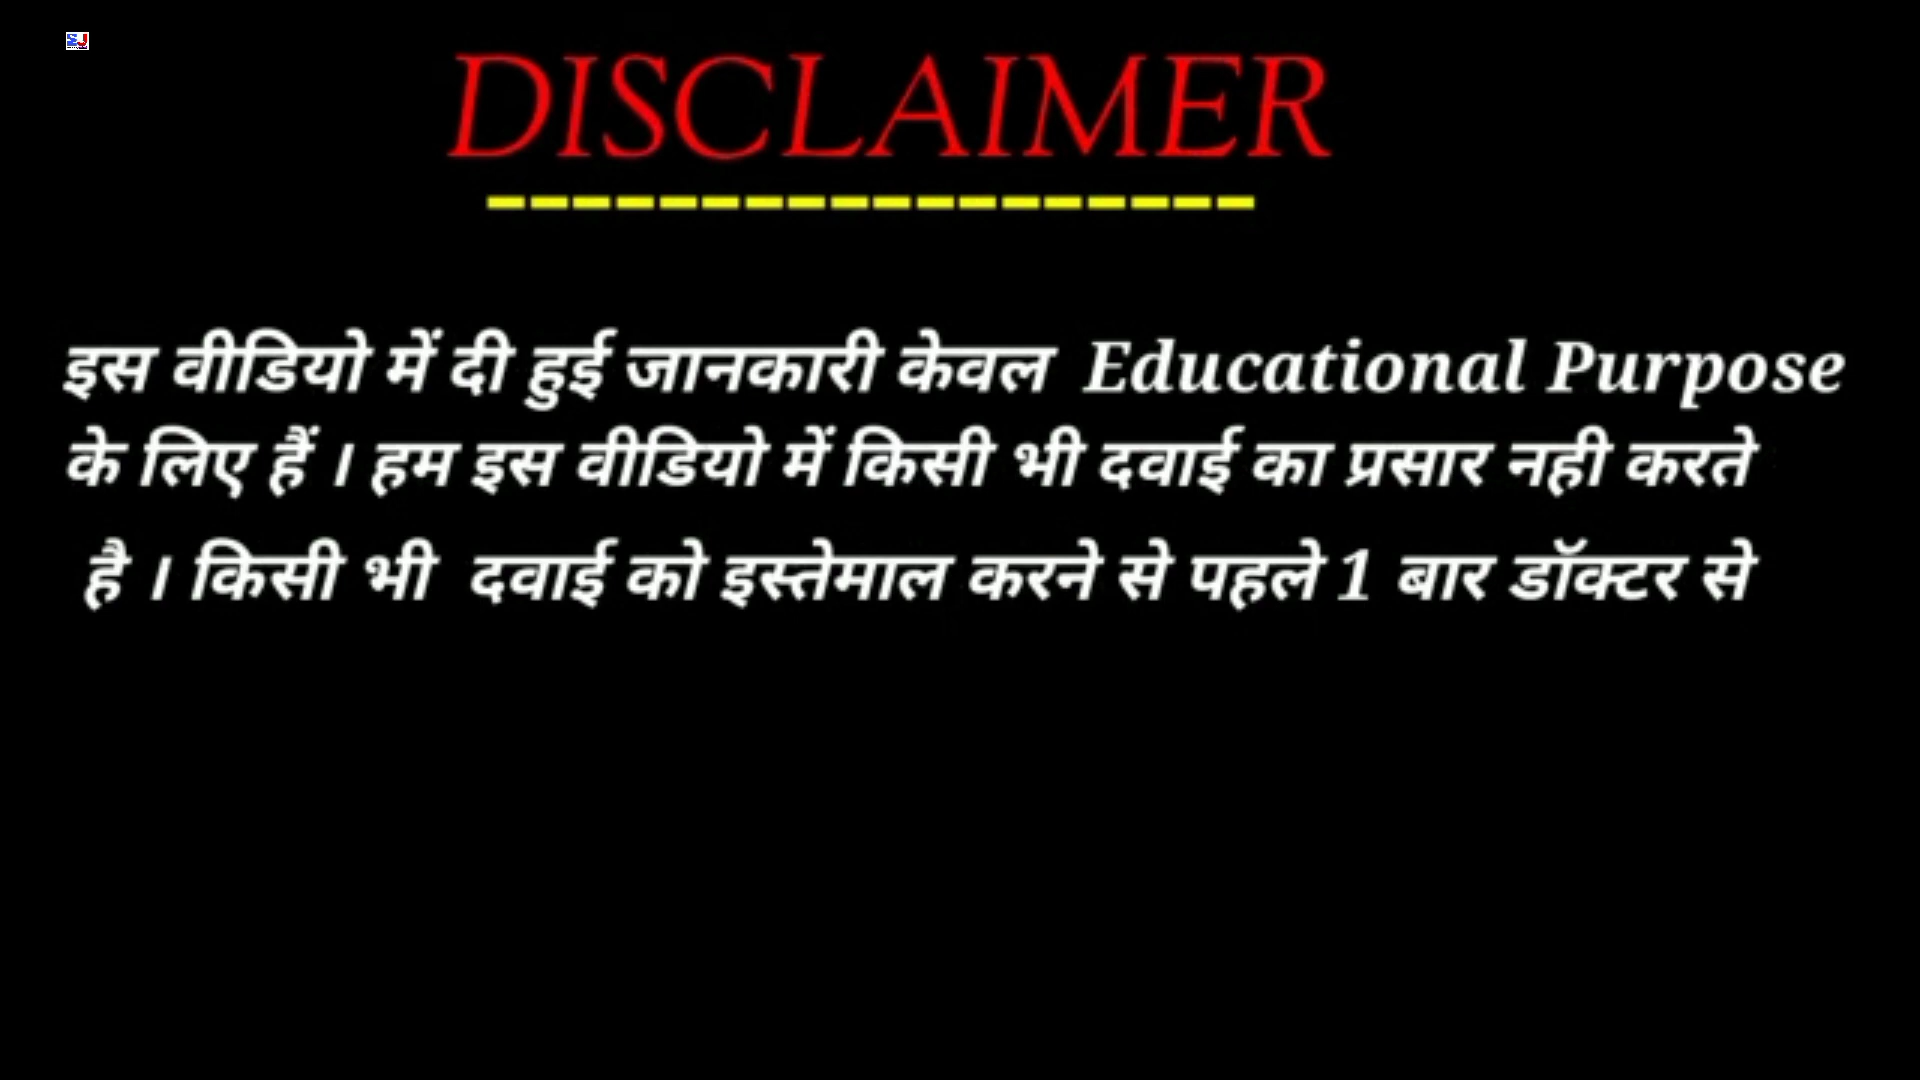 DISCLAIMER
इस वीडियो में दी हुई जानकारी केवल Educational Purpose
के लिए हैं । हम इस वीडियो में किसी भी दवाई का प्रसार नही करते
है । किसी भी दवाई को इस्तेमाल करने से पहले 1 बार डॉक्टर से